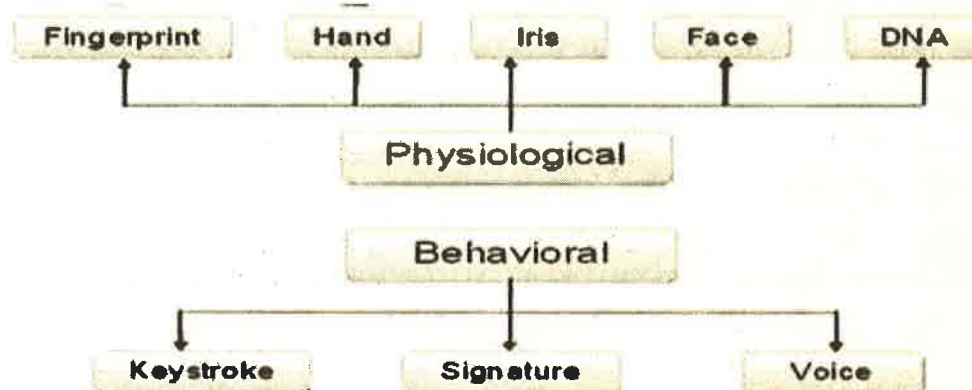 Fingerprint Hand Iris Face DNA
Physiological
Behavioral
Keystroke Signature Voice